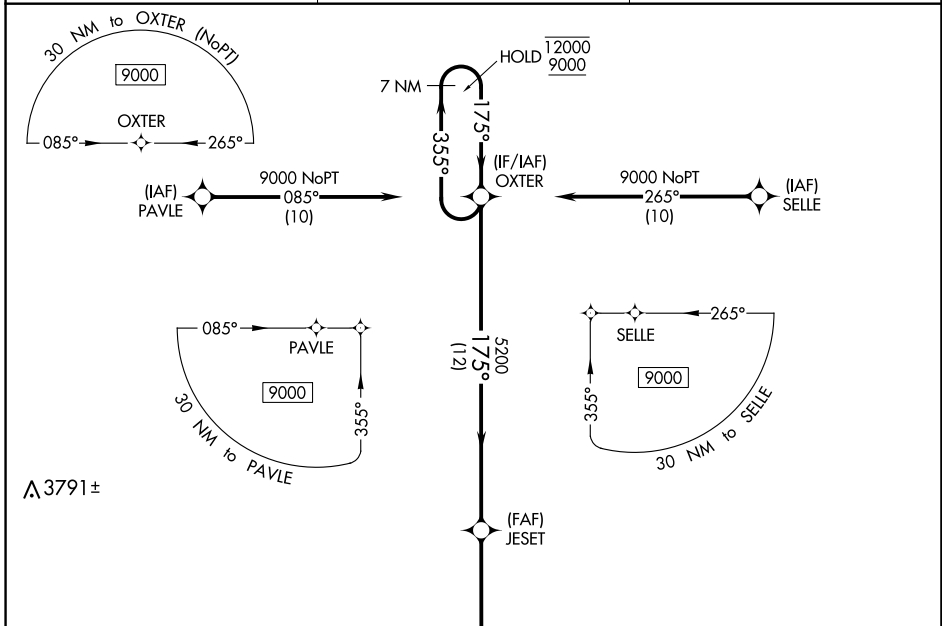 30 NM to OXTER (NoPT)
9000
OXTER
085°
265°
HOLD
12000
9000
7 NM
175°
355°
(IF/IAF)
OXTER
(IAF)
PAVLE
9000 NoPT
085°
(10)
9000 NoPT
265°
(10)
(IAF)
SELLE
085°
PAVLE
9000
355°
30 NM to PAVLE
5200
175°
(12)
265°
SELLE
9000
355°
30 NM to SELLE
3791±
(FAF)
JESET